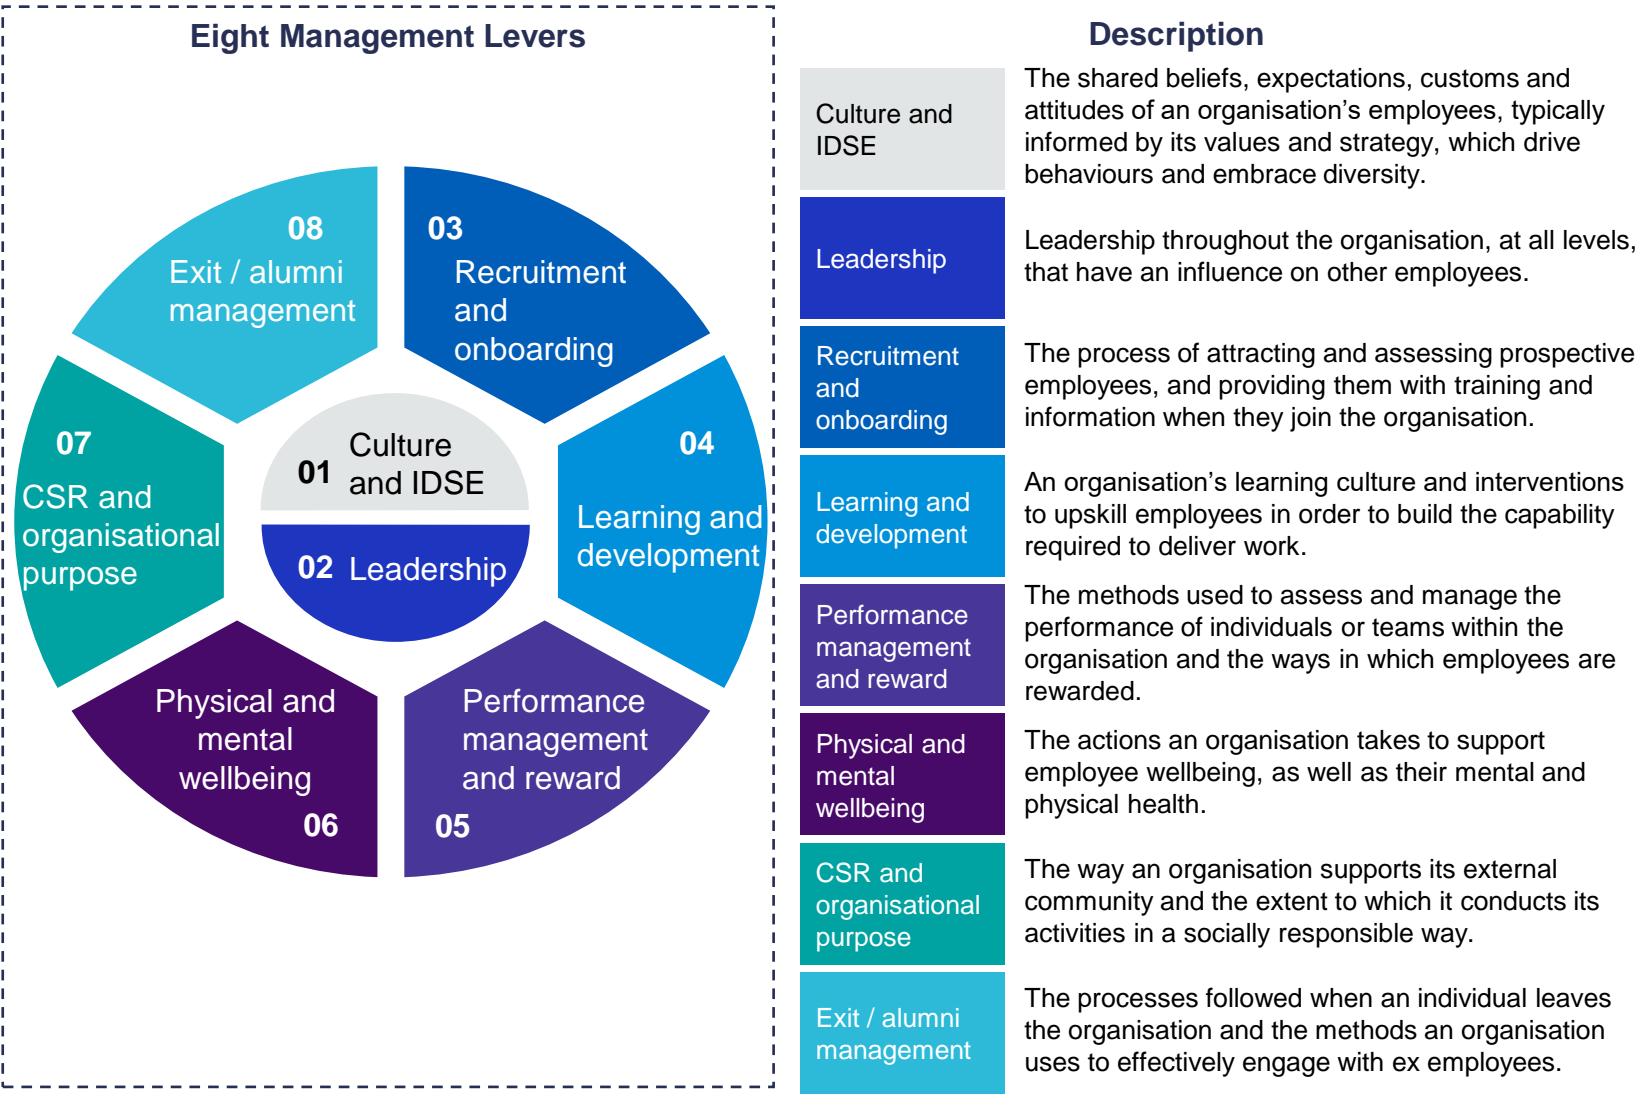 Eight Management Levers
08
Exit / alumni
management
03
Recruitment
and
onboarding
07
CSR and
organisational
purpose
01
Culture
and IDSE
02 Leadership
04
Learning and
development
Physical and
mental
wellbeing
06
Performance
management
and reward
05
Description
Culture and
IDSE
The shared beliefs, expectations, customs and
attitudes of an organisation’s employees, typically
informed by its values and strategy, which drive
behaviours and embrace diversity.
Leadership
Leadership throughout the organisation, at all levels,
that have an influence on other employees.
Recruitment
and
onboarding
The process of attracting and assessing prospective
employees, and providing them with training and
information when they join the organisation.
Learning and
development
An organisation’s learning culture and interventions
to upskill employees in order to build the capability
required to deliver work.
Performance
management
and reward
The methods used to assess and manage the
performance of individuals or teams within the
organisation and the ways in which employees are
rewarded.
Physical and
mental
wellbeing
The actions an organisation takes to support
employee wellbeing, as well as their mental and
physical health.
CSR and
organisational
purpose
The way an organisation supports its external
community and the extent to which it conducts its
activities in a socially responsible way.
Exit / alumni
management
The processes followed when an individual leaves
the organisation and the methods an organisation
uses to effectively engage with ex employees.